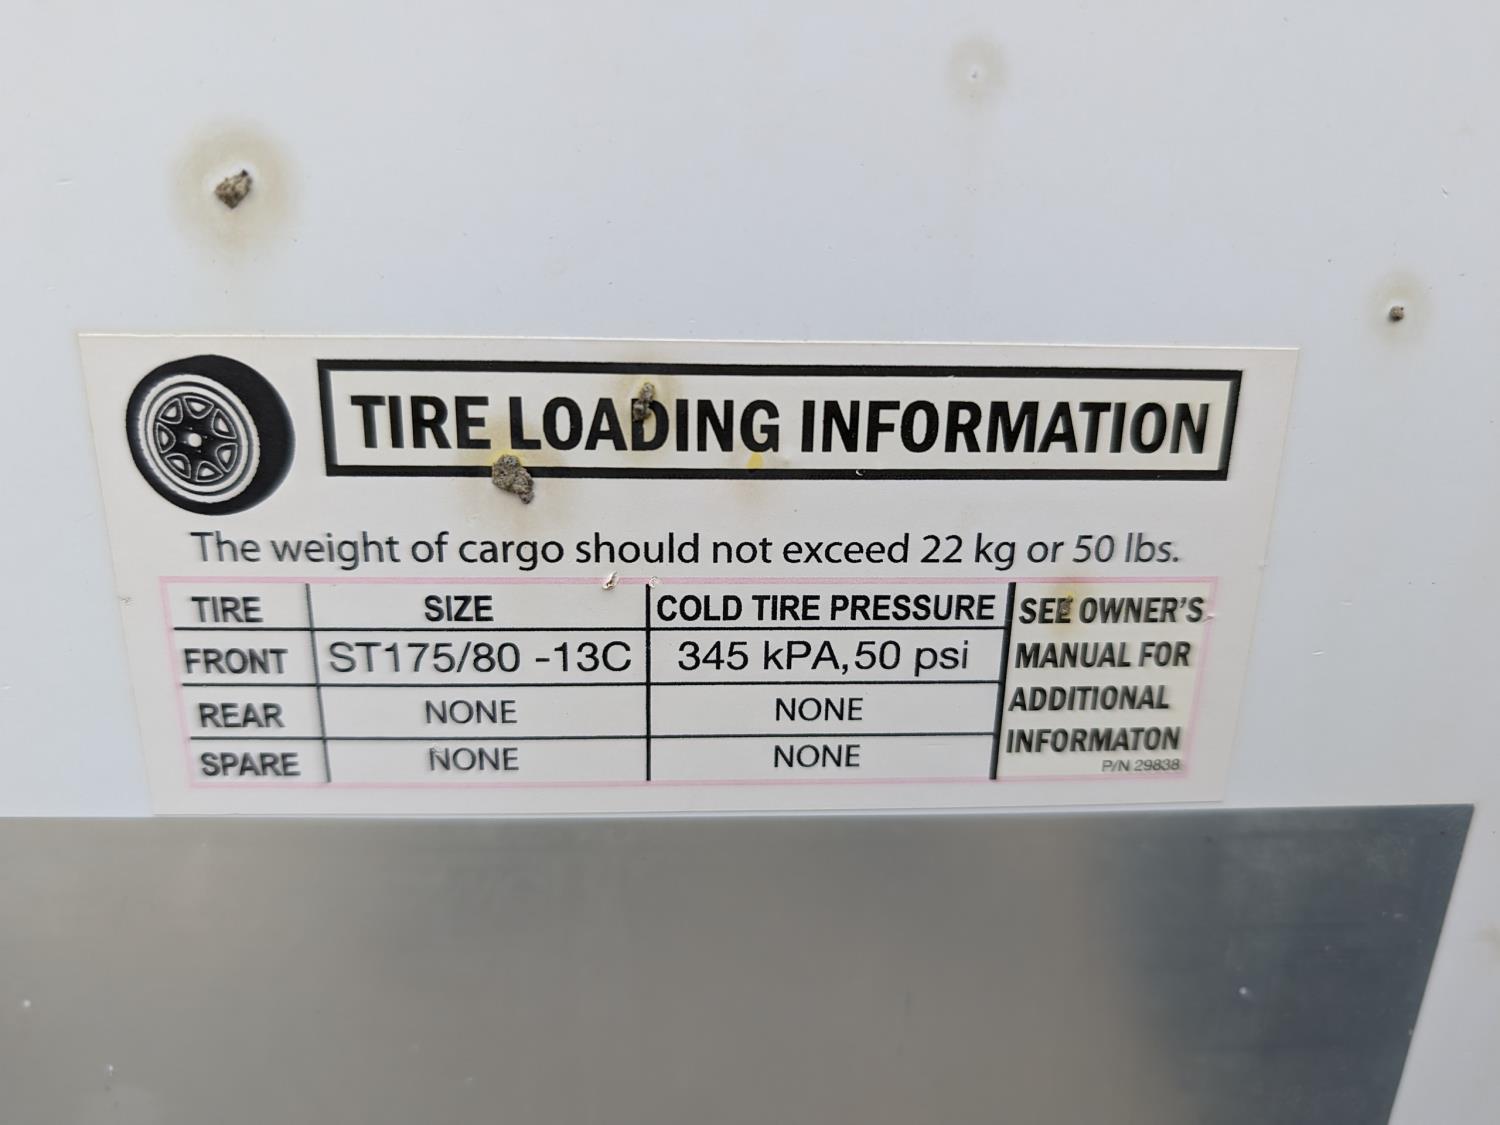 TIRE LOADING INFORMATION
The weight of cargo should not exceed 22 kg or 50 lbs.
TIRE SIZE COLD TIRE PRESSURE
FRONT ST175/80 -13C 345 kPA,50 psi
REAR NONE NONE
SPARE NONE NONE
SEE OWNER'S
MANUAL FOR
ADDITIONAL
INFORMATON
P/N 29838